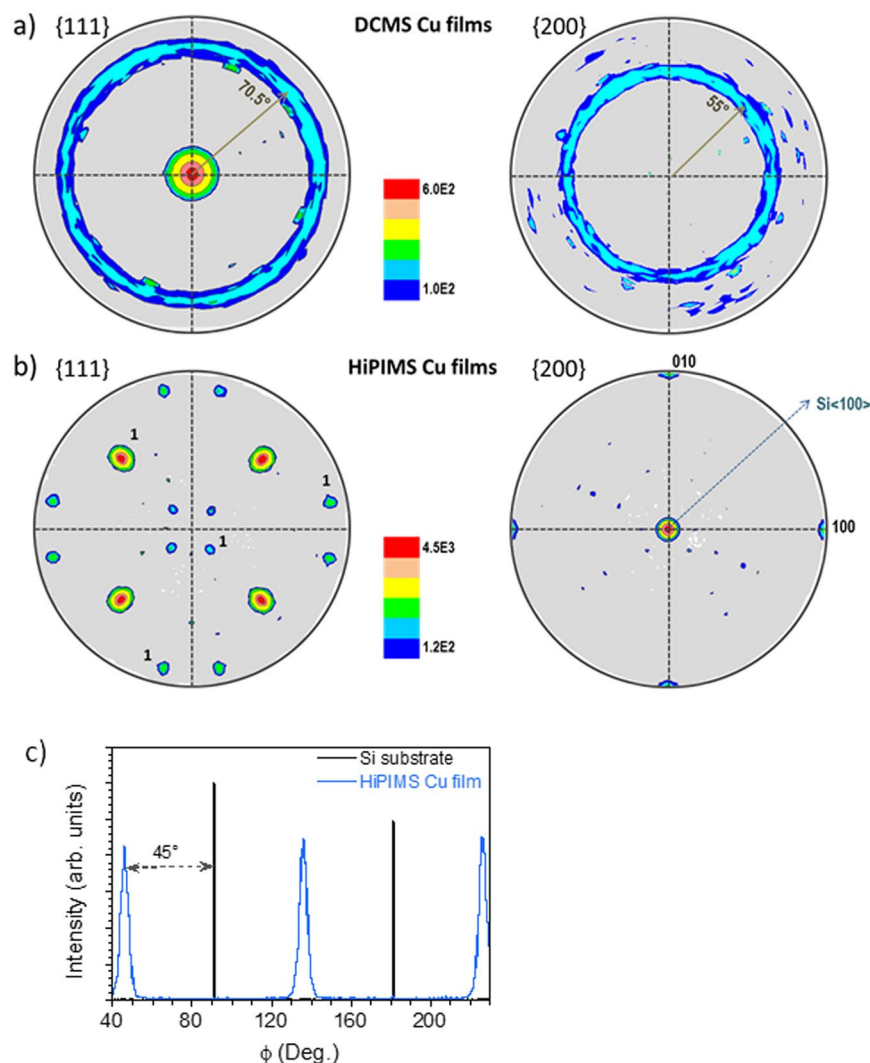 a)
{111}
DCMS Cu films
{200}
70.5°
55°
6.0E2
1.0E2
b)
{111}
HiPIMS Cu films
{200}
010
Si<100>
1
1
100
1
4.5E3
1.2E2
1
c)
Si substrate
HiPIMS Cu film
45°
Intensity (arb. units)
40 80 120 160 200
ϕ (Deg.)